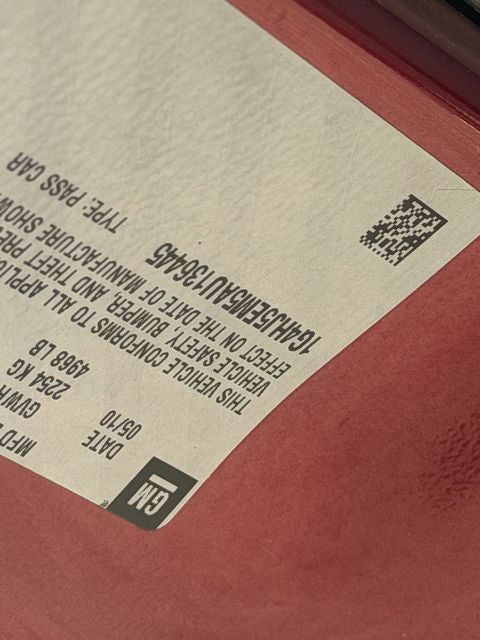 GM
MFD
DATE GVWR
05/10 2254 KG
4968 LB
THIS VEHICLE CONFORMS TO ALL APPLIC
VEHICLE SAFETY, BUMPER, AND THEFT PRE
EFFECT ON THE DATE OF MANUFACTURE SHOW
1G4HJ5EM5AU136445
TYPE: PASS CAR